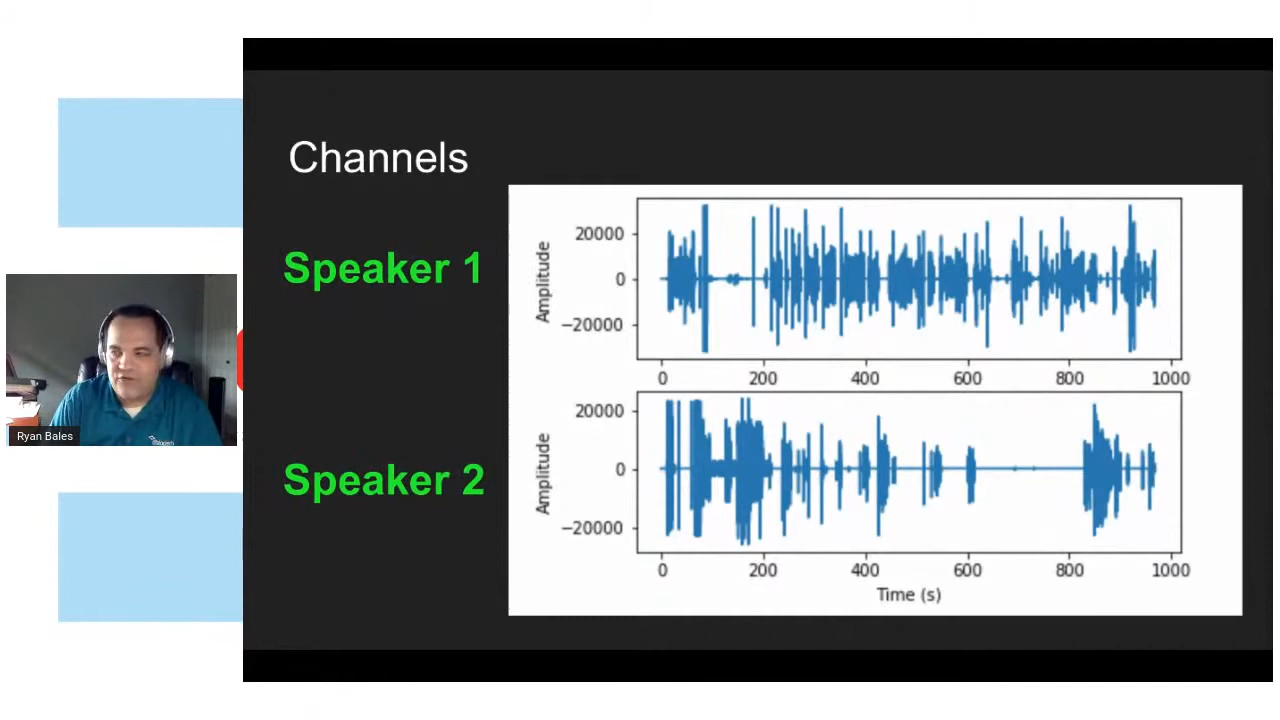 Channels
Speaker 1
Amplitude
20000
0
−20000
0 200 400 600 800 1000
Ryan Bales
Speaker 2
Amplitude
20000
0
−20000
0 200 400 600 800 1000
Time (s)